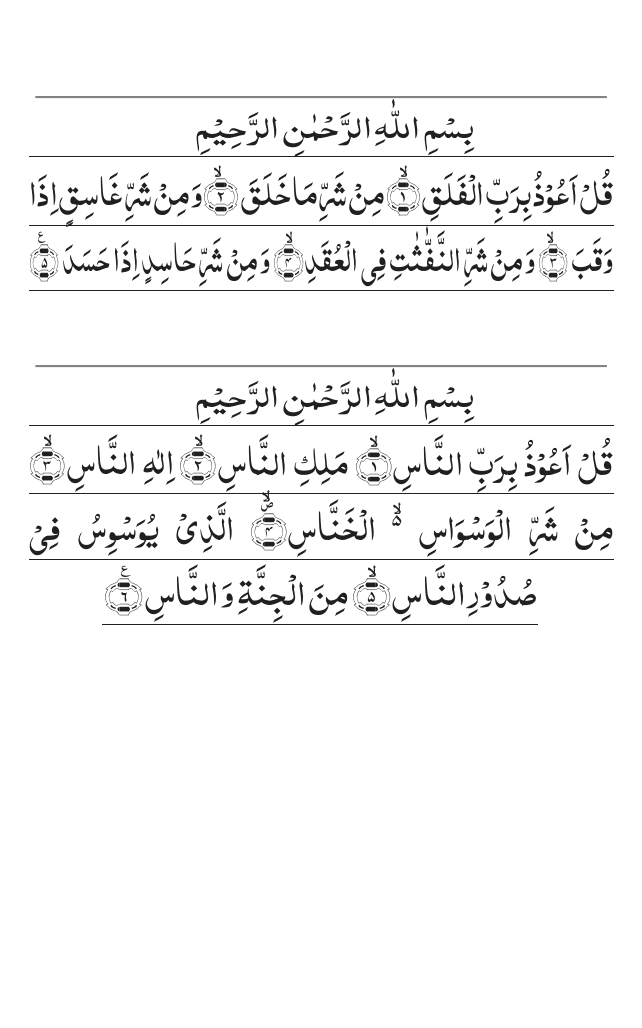 بِسْمِ اللّٰهِ الرَّحْمٰنِ الرَّحِيْمِ
قُلْ اَعُوْذُ بِرَبِّ الْفَلَقِ ۙ﴿۱﴾ مِنْ شَرِّ مَا خَلَقَ ۙ﴿۲﴾ وَ مِنْ شَرِّ غَاسِقٍ اِذَا
وَقَبَ ۙ﴿۳﴾ وَ مِنْ شَرِّ النَّفّٰثٰتِ فِى الْعُقَدِ ۙ﴿۴﴾ وَ مِنْ شَرِّ حَاسِدٍ اِذَا حَسَدَ ﴿۵﴾ع
بِسْمِ اللّٰهِ الرَّحْمٰنِ الرَّحِيْمِ
قُلْ اَعُوْذُ بِرَبِّ النَّاسِ ۙ﴿۱﴾ مَلِكِ النَّاسِ ۙ﴿۲﴾ اِلٰهِ النَّاسِ ۙ﴿۳﴾
مِنْ شَرِّ الْوَسْوَاسِ ۙ۬ الْخَنَّاسِ ۪ۙ﴿۴﴾ الَّذِىْ يُوَسْوِسُ فِىْ
صُدُوْرِ النَّاسِ ۙ﴿۵﴾ مِنَ الْجِنَّةِ وَ النَّاسِ ﴿۶﴾ع